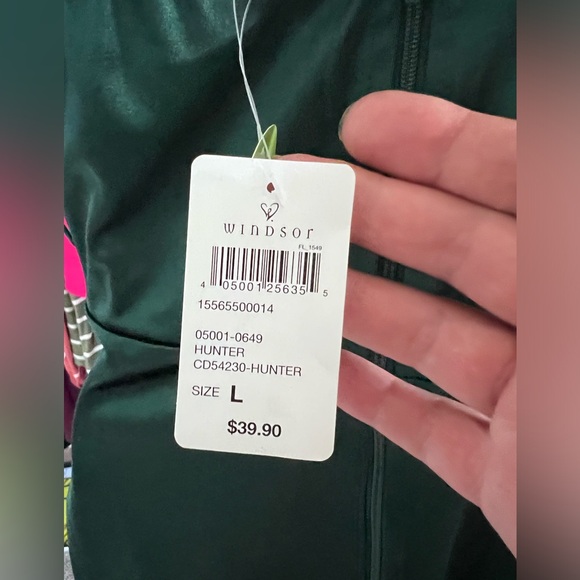 WINDSOR
FL: 1549
4 05001 25635 5
15565500014
05001-0649
HUNTER
CD54230-HUNTER
SIZE L
$39.90